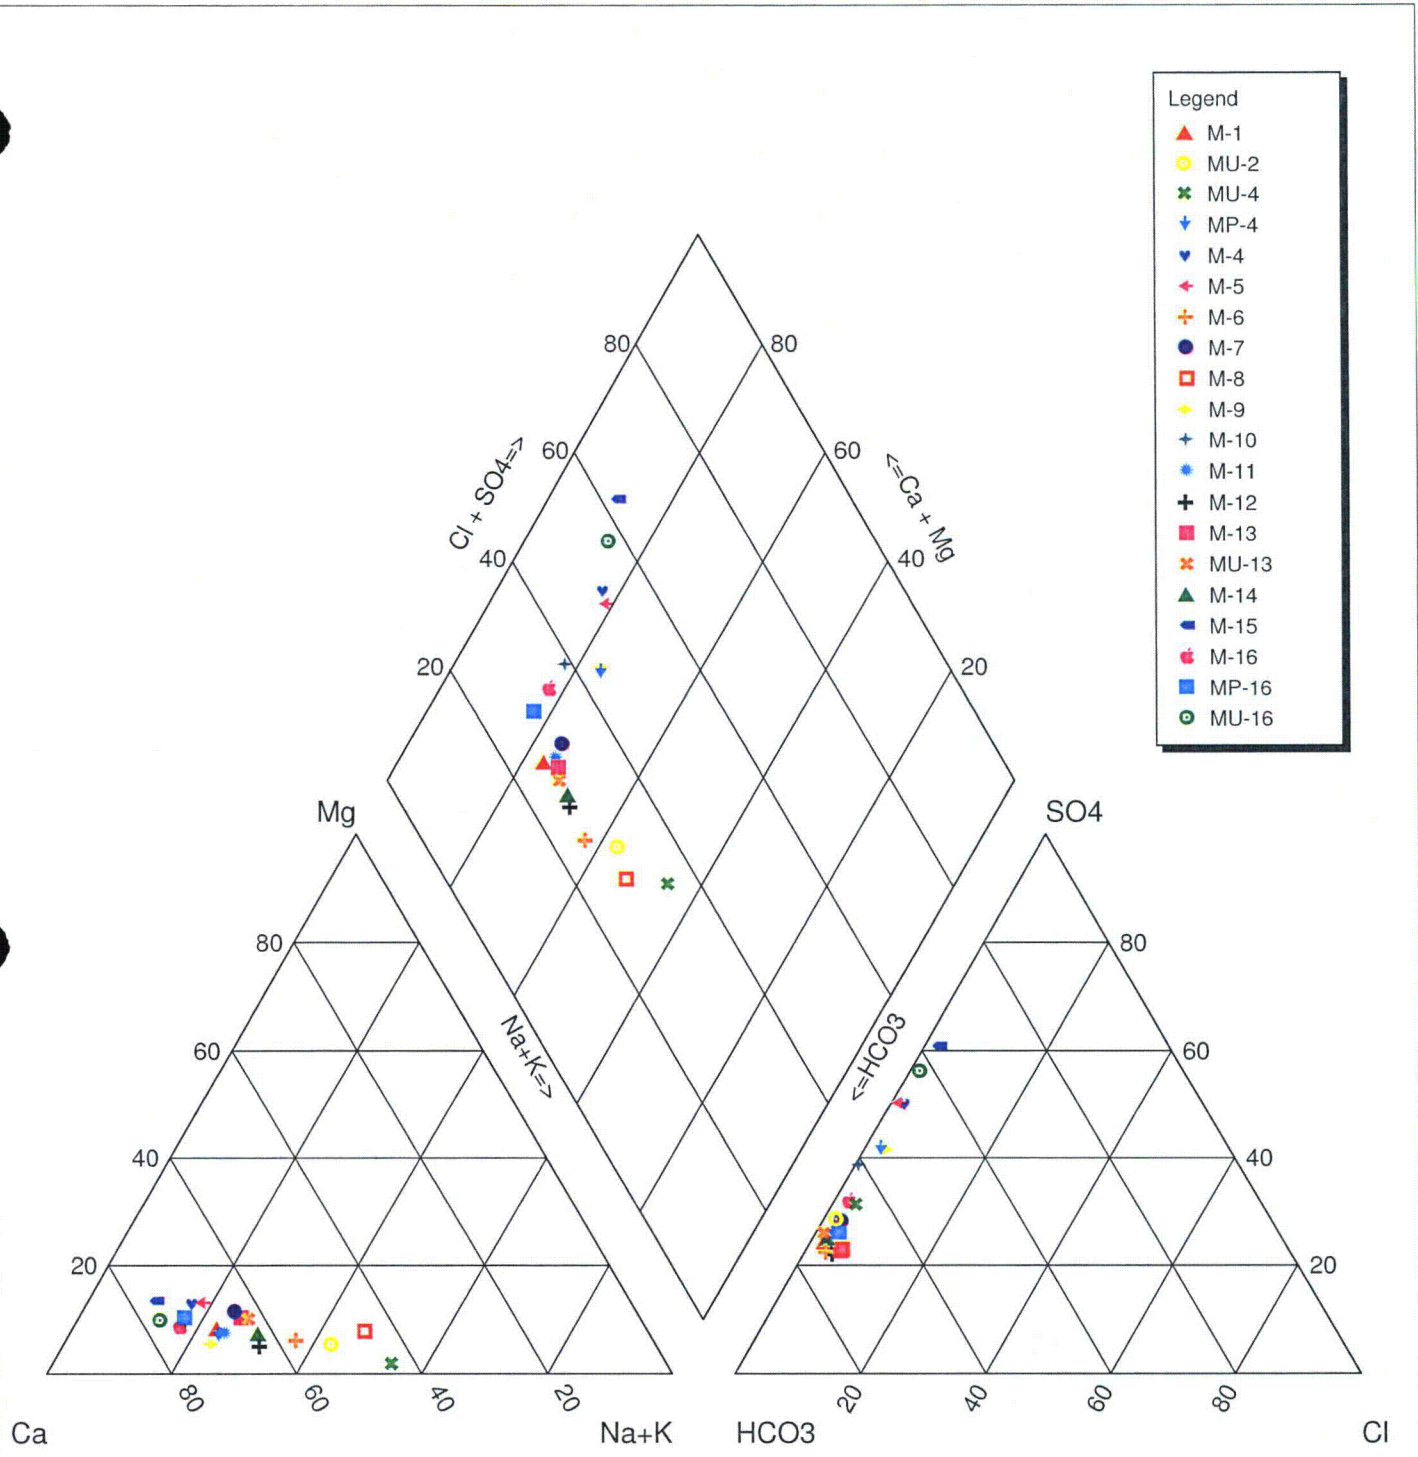 Legend
M-1
MU-2
MU-4
MP-4
M-4
M-5
M-6
M-7
M-8
M-9
M-10
M-11
M-12
M-13
MU-13
M-14
M-15
M-16
MP-16
MU-16
80 80
60 60
Cl + SO4=>
<=Ca + Mg
40 40
20 20
Mg SO4
80 80
Na+K=>
<=HCO3
60 60
40 40
20 20
80 60 40 20 20 40 60 80
Ca Na+K HCO3 Cl